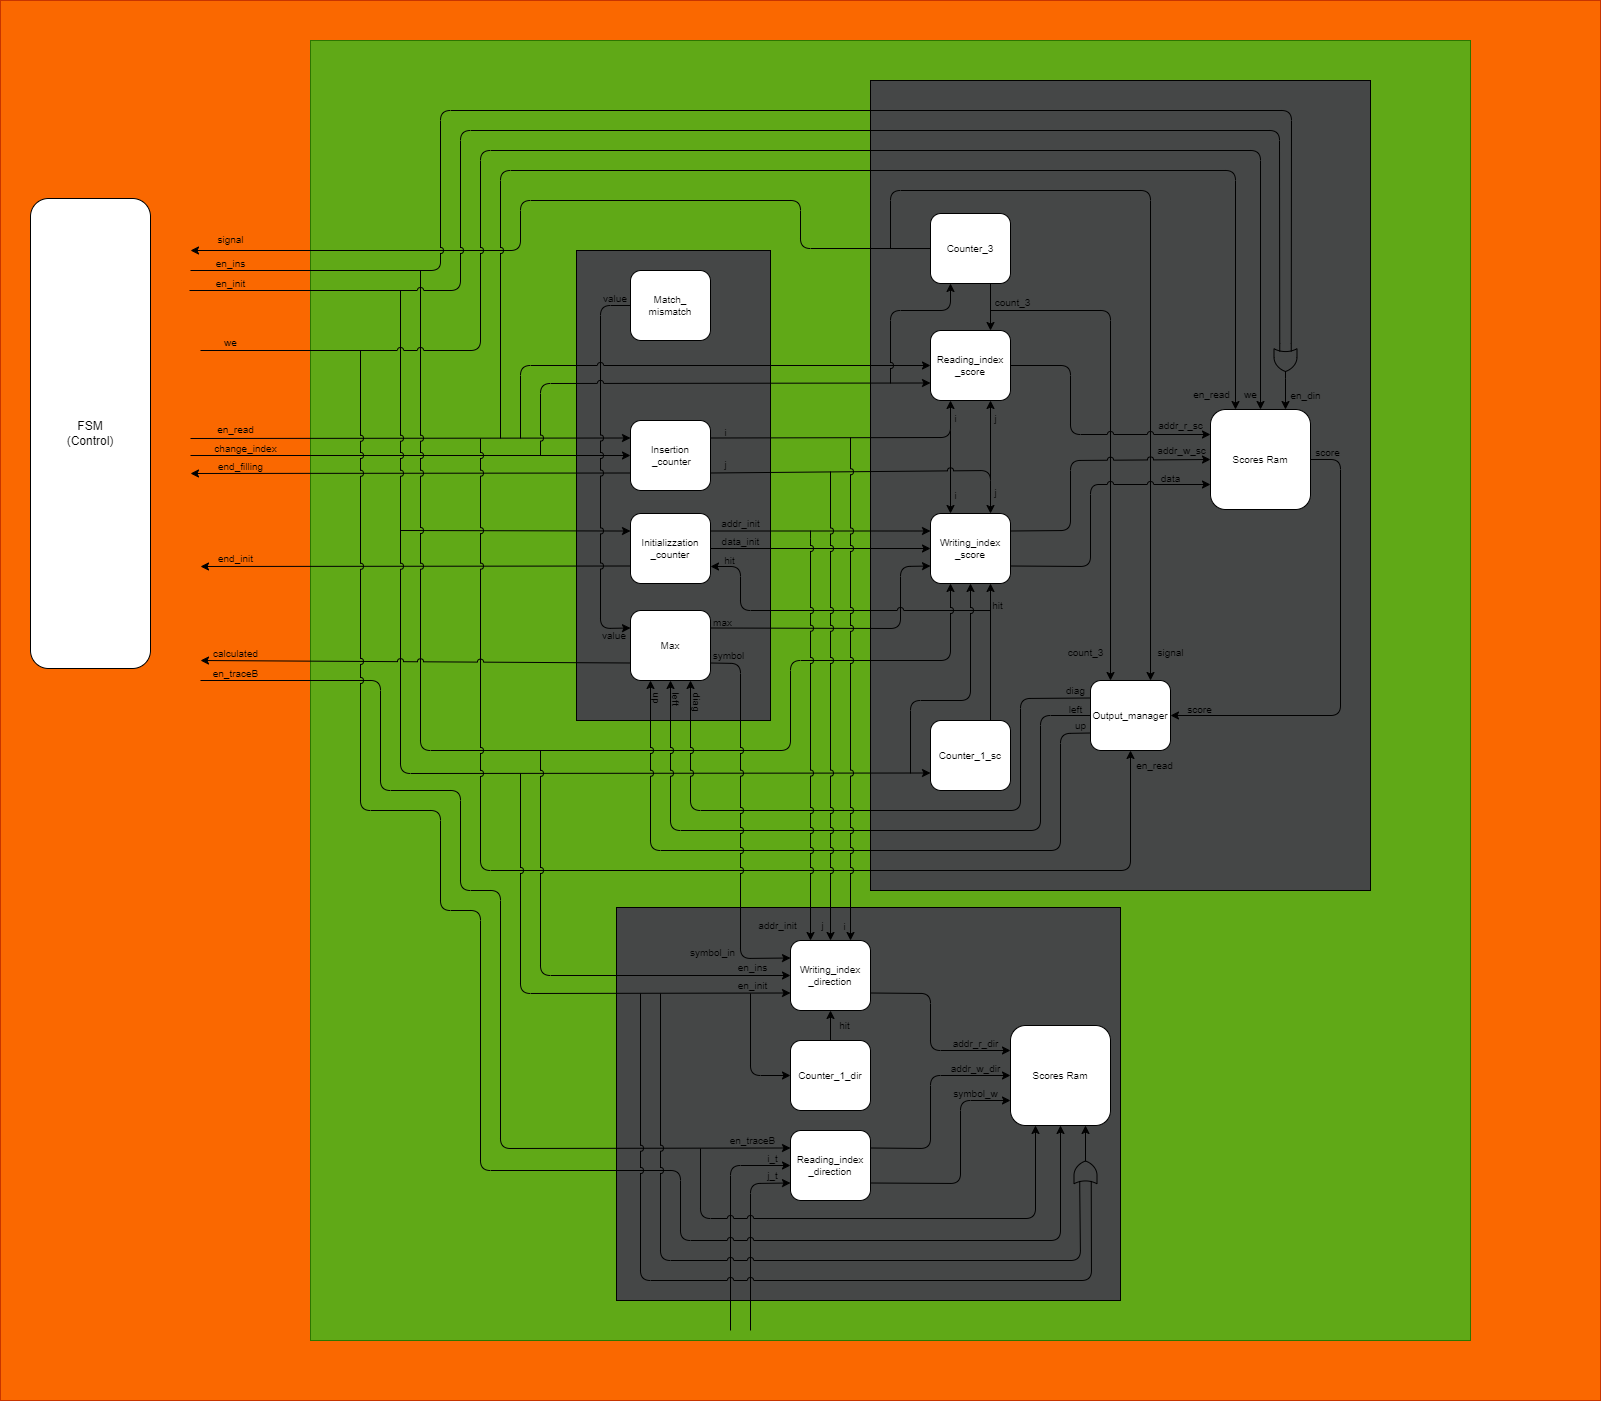 FSM
(Control)
signal
en_ins
en_init
we
en_read
change_index
end_filling
end_init
calculated
en_traceB
value
Match_
mismatch
Insertion
_counter
i
j
Initializzation
_counter
addr_init
data_init
hit
value
Max
max
symbol
up
left
diag
Counter_3
count_3
Reading_index
_score
i
j
i
j
Writing_index
_score
hit
Counter_1_sc
en_read
we
en_din
addr_r_sc
addr_w_sc
data
Scores Ram
score
count_3
signal
diag
left
up
Output_manager
score
en_read
addr_init
j
i
symbol_in
en_ins
en_init
Writing_index
_direction
hit
Counter_1_dir
addr_r_dir
addr_w_dir
symbol_w
Scores Ram
en_traceB
i_t
j_t
Reading_index
_direction